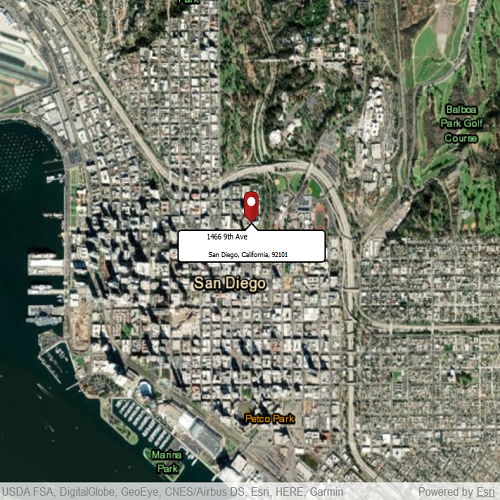 Park
Balboa
Park Golf
Course
1466 9th Ave
San Diego, California, 92101
San Diego
Petco Park
Marina
Park
USDA FSA, DigitalGlobe, GeoEye, CNES/Airbus DS, Esri, HERE, Garmin
Powered by Esri